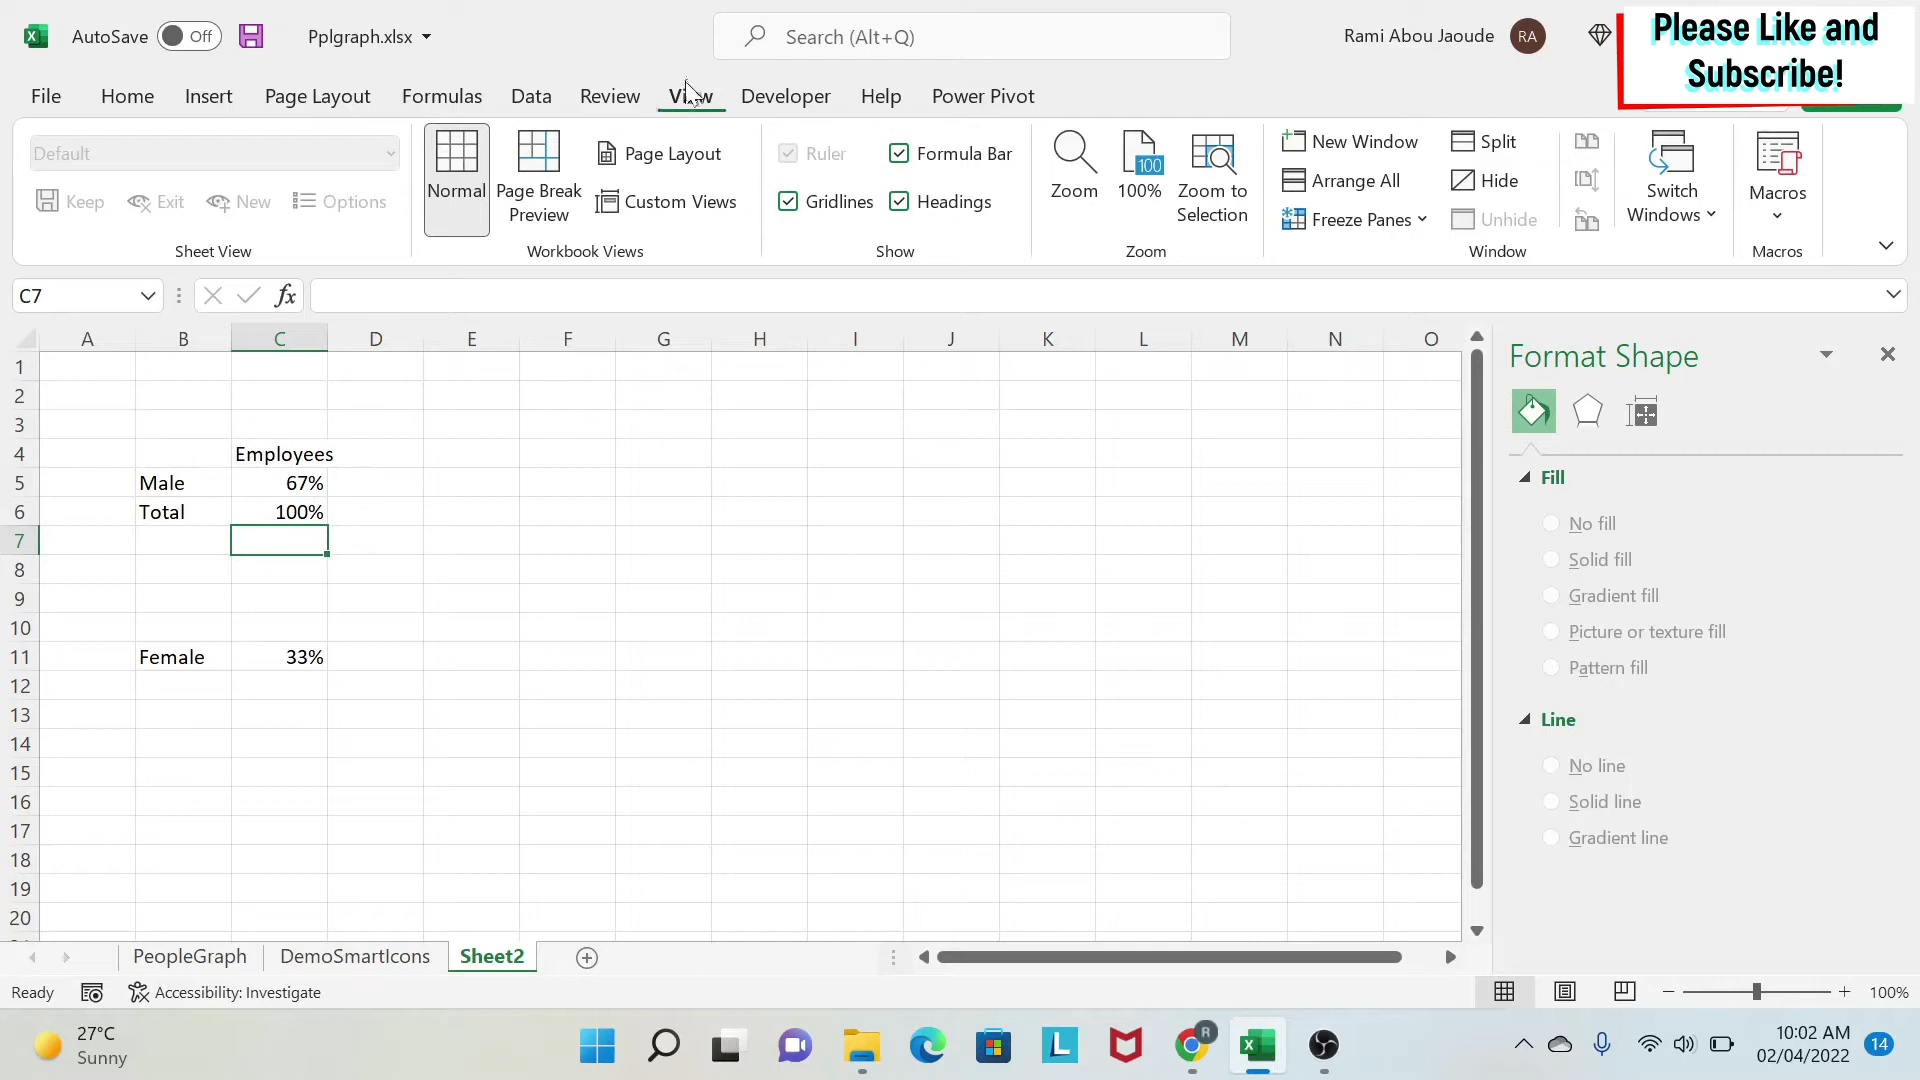 AutoSave Off Pplgraph.xlsx Search (Alt+Q) Rami Abou Jaoude RA
Please Like and
Subscribe!
File Home Insert Page Layout Formulas Data Review View Developer Help Power Pivot
Default
Keep Exit New Options
Sheet View
Normal
Page Break
Preview
Page Layout
Custom Views
Workbook Views
Ruler Formula Bar
Gridlines Headings
Show
Zoom
100
100%
Zoom to
Selection
Zoom
New Window
Arrange All
Freeze Panes
Split
Hide
Unhide
Switch
Windows
Window
Macros
Macros
C7 fx
A B C D E F G H I J K L M N O
1
2
3
4 Employees
5 Male 67%
6 Total 100%
7
8
9
10
11 Female 33%
12
13
14
15
16
17
18
19
20
Format Shape
Fill
No fill
Solid fill
Gradient fill
Picture or texture fill
Pattern fill
Line
No line
Solid line
Gradient line
PeopleGraph DemoSmartIcons Sheet2
Ready Accessibility: Investigate 100%
27°C
Sunny
L
R
10:02 AM
02/04/2022
14